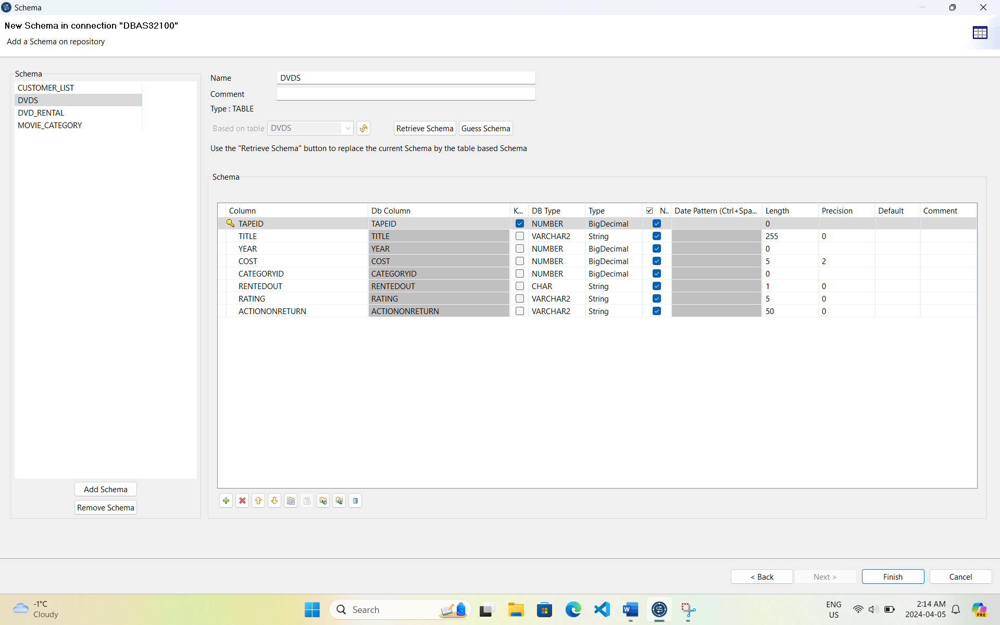 Schema
New Schema in connection "DBAS32100"
Add a Schema on repository
Schema
CUSTOMER_LIST
DVDS
DVD_RENTAL
MOVIE_CATEGORY
Add Schema
Remove Schema
Name DVDS
Comment
Type : TABLE
Based on table DVDS Retrieve Schema Guess Schema
Use the "Retrieve Schema" button to replace the current Schema by the table based Schema
Schema
Column Db Column K... DB Type Type N.. Date Pattern (Ctrl+Spa... Length Precision Default Comment
TAPEID TAPEID NUMBER BigDecimal 0
TITLE TITLE VARCHAR2 String 255 0
YEAR YEAR NUMBER BigDecimal 0
COST COST NUMBER BigDecimal 5 2
CATEGORYID CATEGORYID NUMBER BigDecimal 0
RENTEDOUT RENTEDOUT CHAR String 1 0
RATING RATING VARCHAR2 String 5 0
ACTIONONRETURN ACTIONONRETURN VARCHAR2 String 50 0
< Back Next > Finish Cancel
-1°C
Cloudy
Search
ENG
US
2:14 AM
2024-04-05
PRE